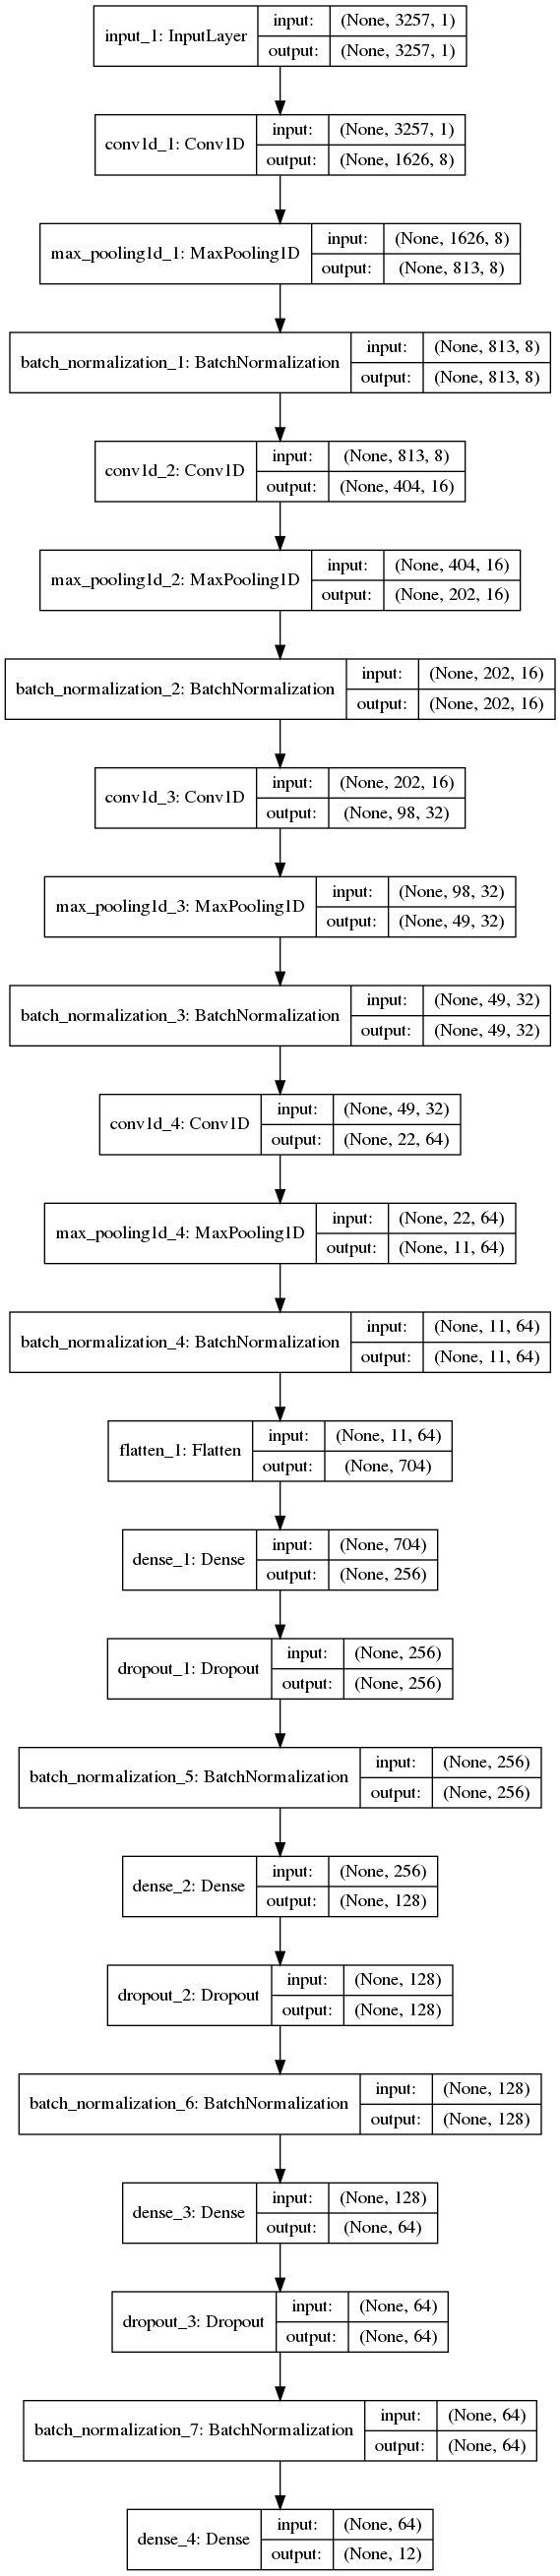 input_1: InputLayer
input: (None, 3257, 1)
output: (None, 3257, 1)
conv1d_1: Conv1D
input: (None, 3257, 1)
output: (None, 1626, 8)
max_pooling1d_1: MaxPooling1D
input: (None, 1626, 8)
output: (None, 813, 8)
batch_normalization_1: BatchNormalization
input: (None, 813, 8)
output: (None, 813, 8)
conv1d_2: Conv1D
input: (None, 813, 8)
output: (None, 404, 16)
max_pooling1d_2: MaxPooling1D
input: (None, 404, 16)
output: (None, 202, 16)
batch_normalization_2: BatchNormalization
input: (None, 202, 16)
output: (None, 202, 16)
conv1d_3: Conv1D
input: (None, 202, 16)
output: (None, 98, 32)
max_pooling1d_3: MaxPooling1D
input: (None, 98, 32)
output: (None, 49, 32)
batch_normalization_3: BatchNormalization
input: (None, 49, 32)
output: (None, 49, 32)
conv1d_4: Conv1D
input: (None, 49, 32)
output: (None, 22, 64)
max_pooling1d_4: MaxPooling1D
input: (None, 22, 64)
output: (None, 11, 64)
batch_normalization_4: BatchNormalization
input: (None, 11, 64)
output: (None, 11, 64)
flatten_1: Flatten
input: (None, 11, 64)
output: (None, 704)
dense_1: Dense
input: (None, 704)
output: (None, 256)
dropout_1: Dropout
input: (None, 256)
output: (None, 256)
batch_normalization_5: BatchNormalization
input: (None, 256)
output: (None, 256)
dense_2: Dense
input: (None, 256)
output: (None, 128)
dropout_2: Dropout
input: (None, 128)
output: (None, 128)
batch_normalization_6: BatchNormalization
input: (None, 128)
output: (None, 128)
dense_3: Dense
input: (None, 128)
output: (None, 64)
dropout_3: Dropout
input: (None, 64)
output: (None, 64)
batch_normalization_7: BatchNormalization
input: (None, 64)
output: (None, 64)
dense_4: Dense
input: (None, 64)
output: (None, 12)